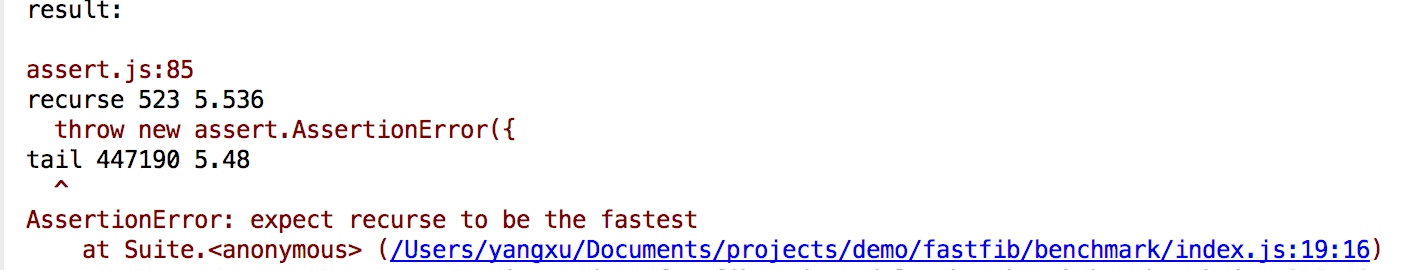 result:
assert.js:85
recurse 523 5.536
throw new assert.AssertionError({
tail 447190 5.48
^
AssertionError: expect recurse to be the fastest
at Suite.<anonymous> (/Users/yangxu/Documents/projects/demo/fastfib/benchmark/index.js:19:16)